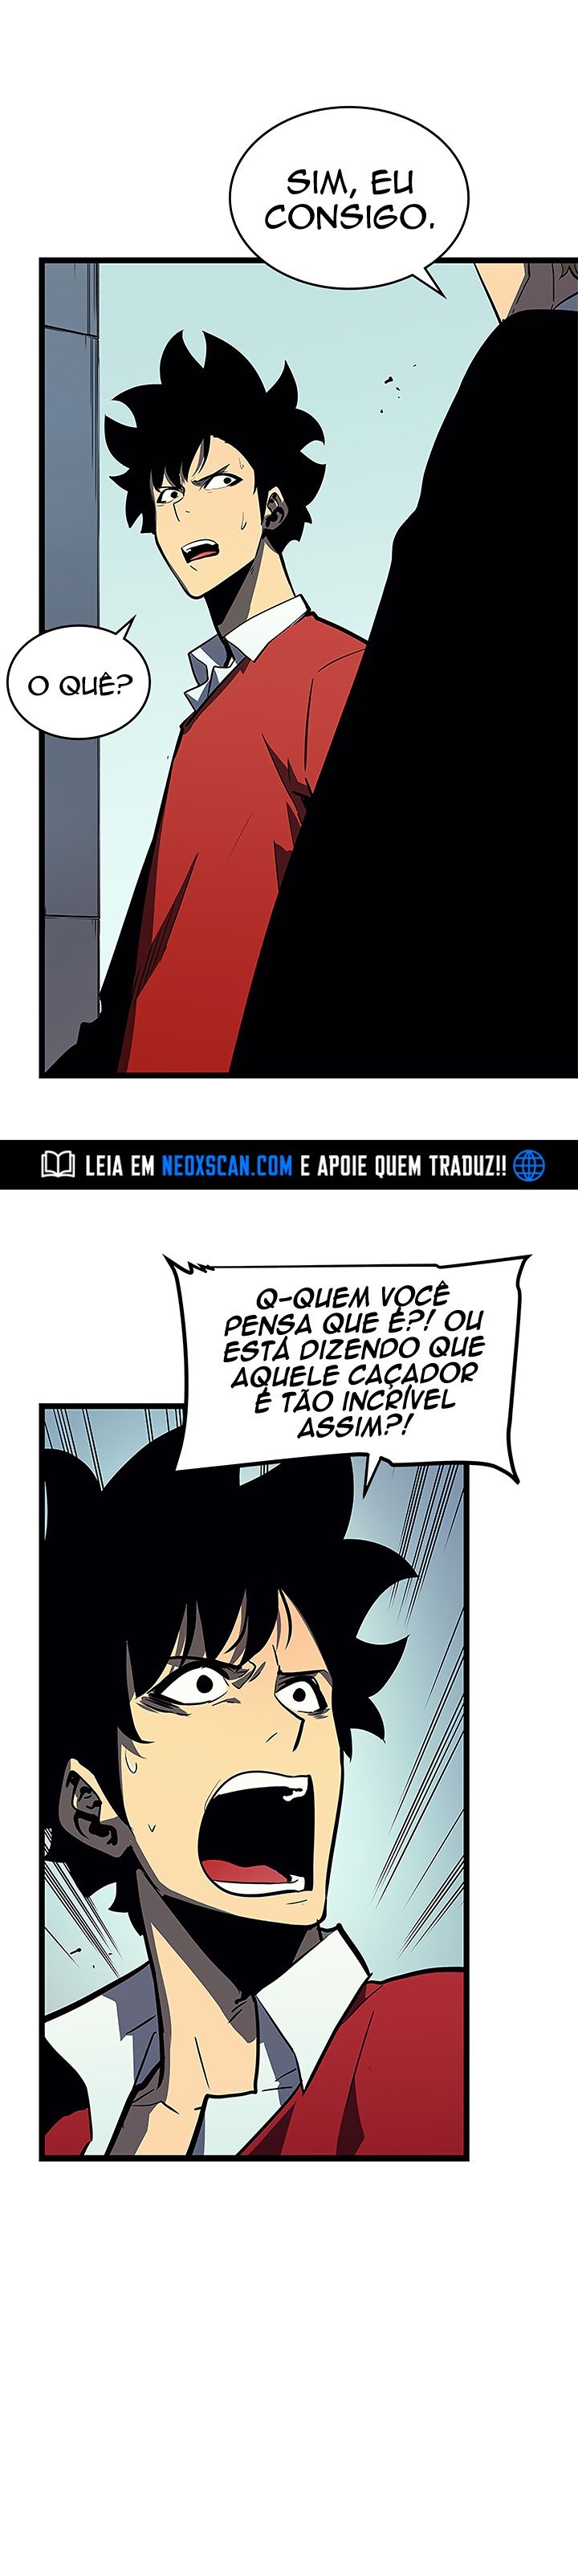 SIM, EU
CONSIGO.
O QUÊ?
LEIA EM NEOXSCAN.COM E APOIE QUEM TRADUZ!!
Q-QUEM VOCÊ
PENSA QUE É?! OU
ESTÁ DIZENDO QUE
AQUELE CAÇADOR
É TÃO INCRÍVEL
ASSIM?!